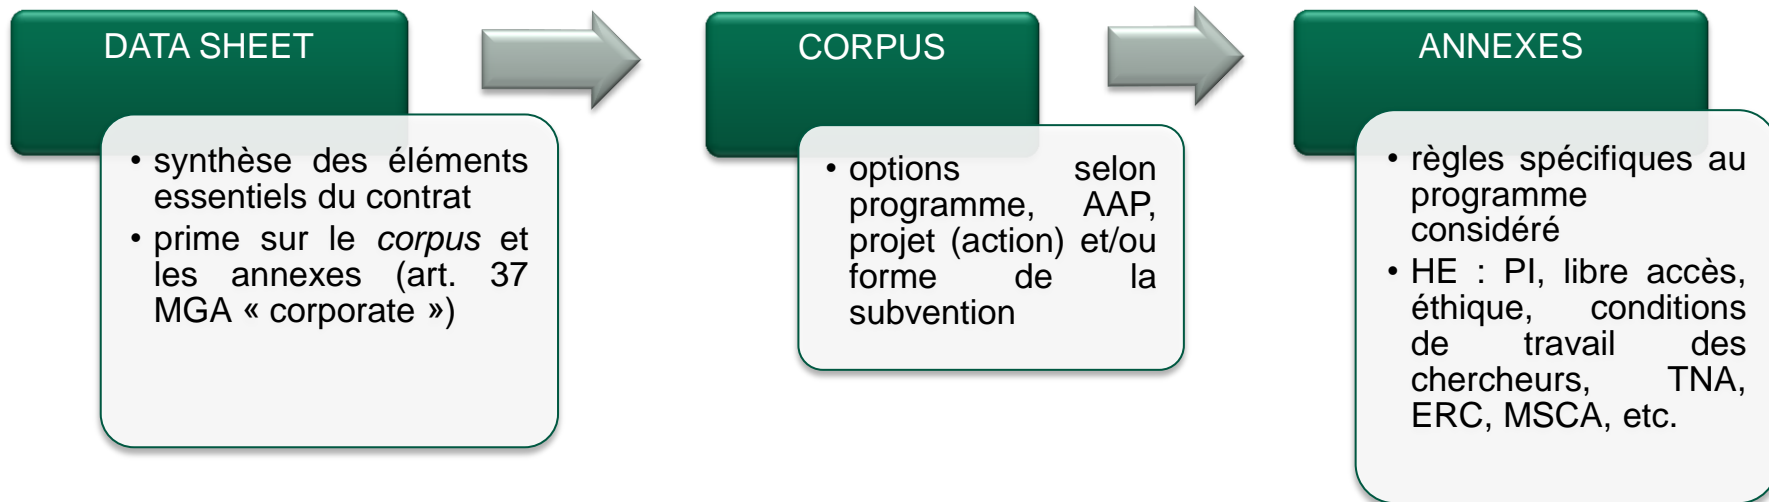 DATA SHEET
• synthèse des éléments
essentiels du contrat
• prime sur le corpus et
les annexes (art. 37
MGA « corporate »)
CORPUS
• options selon
programme, AAP,
projet (action) et/ou
forme de la
subvention
ANNEXES
• règles spécifiques au
programme
considéré
• HE : PI, libre accès,
éthique, conditions
de travail des
chercheurs, TNA,
ERC, MSCA, etc.